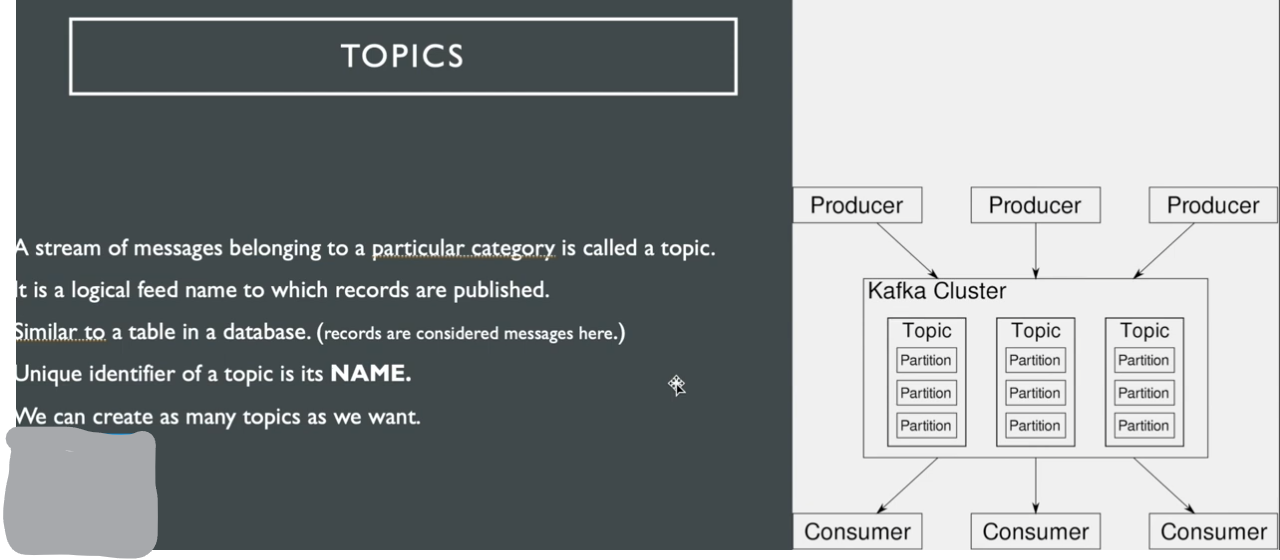 TOPICS
A stream of messages belonging to a particular category is called a topic.
It is a logical feed name to which records are published.
Similar to a table in a database. (records are considered messages here.)
Unique identifier of a topic is its NAME.
We can create as many topics as we want.
Producer Producer Producer
Kafka Cluster
Topic Topic Topic
Partition Partition Partition
Partition Partition Partition
Partition Partition Partition
Consumer Consumer Consumer